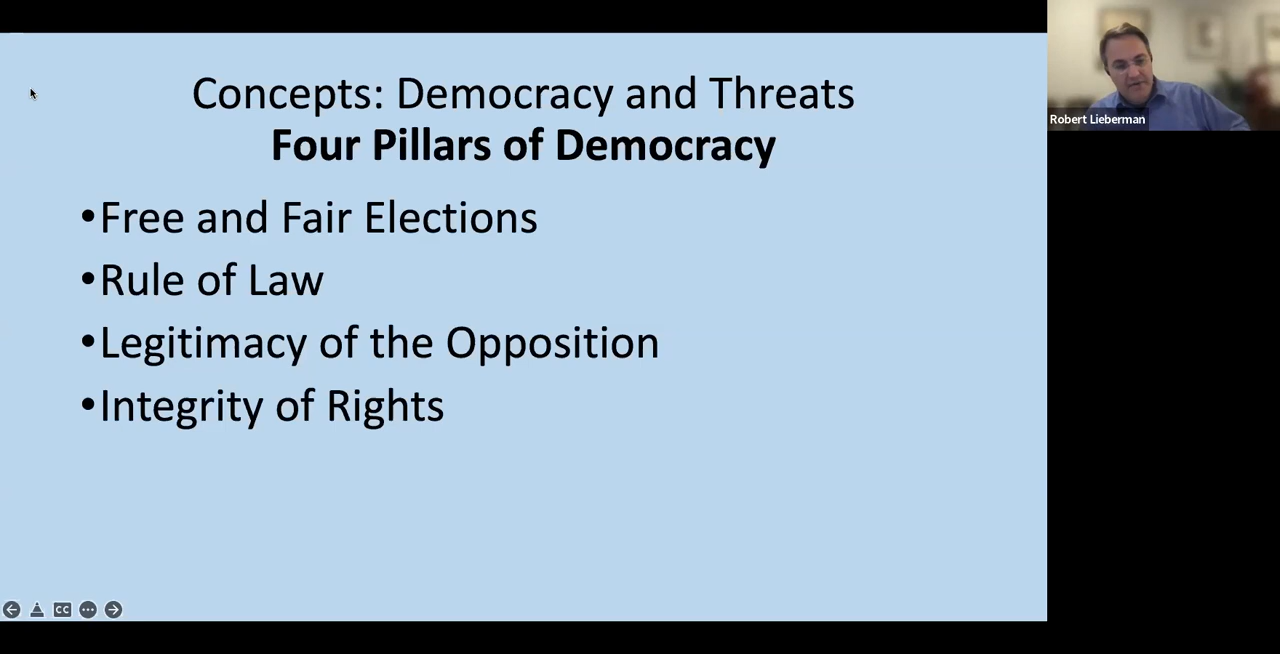 Concepts: Democracy and Threats
Four Pillars of Democracy
•Free and Fair Elections
•Rule of Law
•Legitimacy of the Opposition
•Integrity of Rights
Robert Lieberman
CC